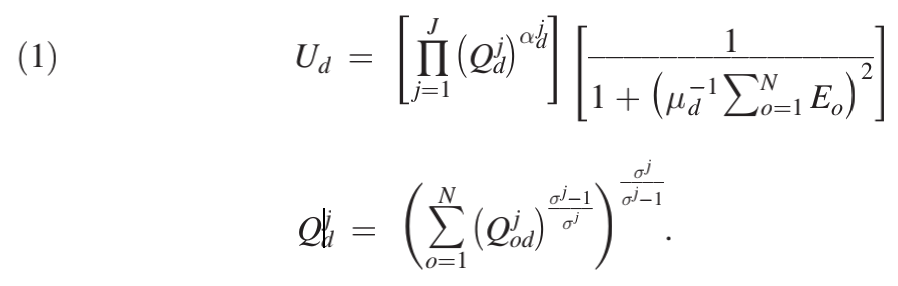 (1) U_d = [∏_{j=1}^{J} (Q_d^j)^{α_d^j}] [1 / (1 + (μ_d^{-1} ∑_{o=1}^{N} E_o)^2)]
Q_d^j = (∑_{o=1}^{N} (Q_{od}^j)^{(σ^j−1)/σ^j})^{σ^j/(σ^j−1)}.